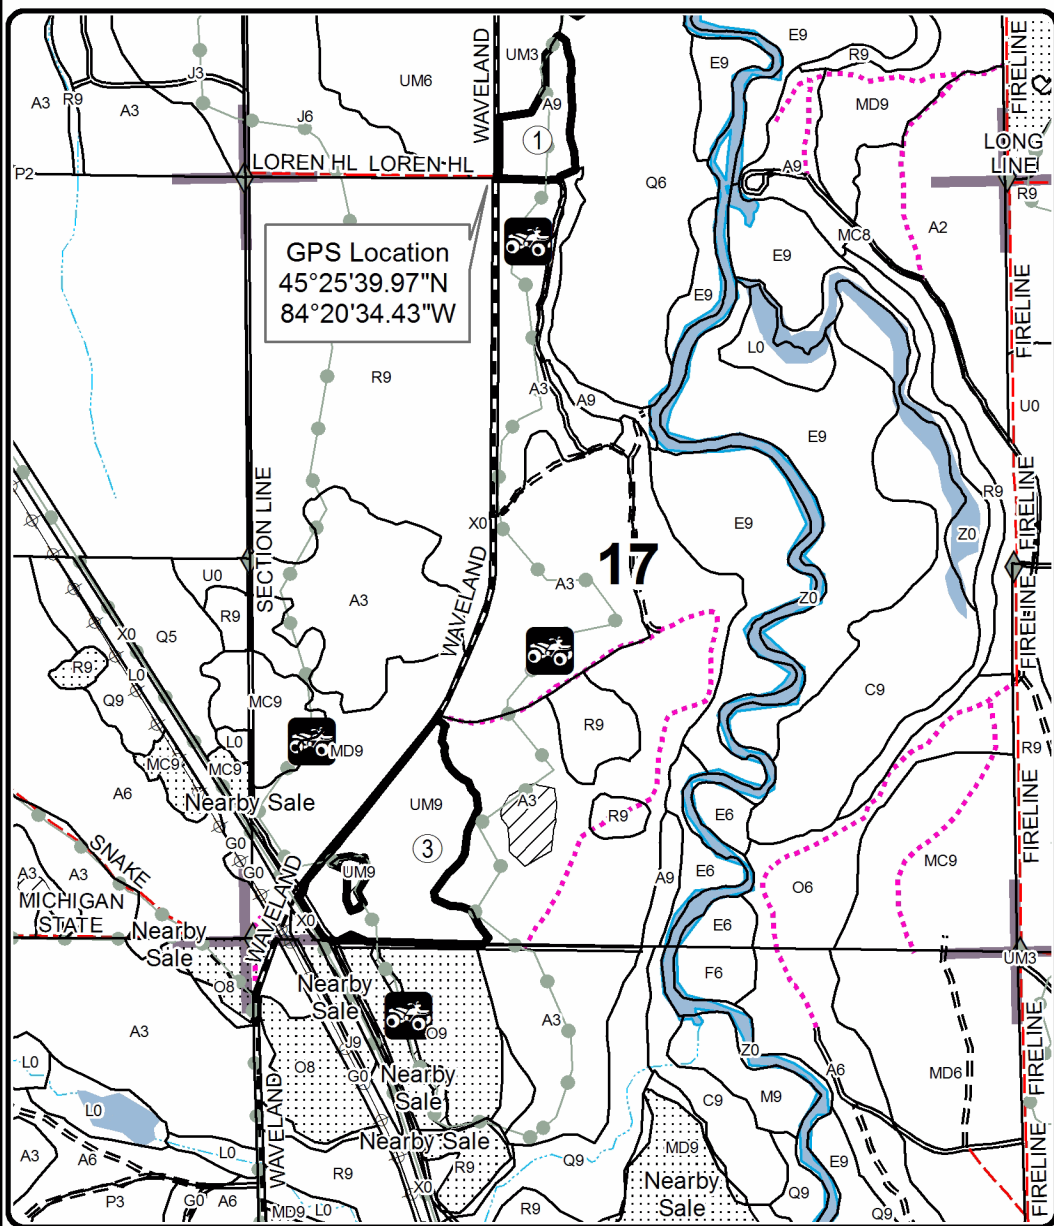 WAVELAND
UM3
E9
E9
R9
FIRELINE
J3
UM6
A3
R9
A3
A9
MD9
J6
1
LONG
LINE
P2
LOREN HL
LOREN HL
Q6
A9
R9
GPS Location
45°25'39.97"N
84°20'34.43"W
MC8
A2
E9
E9
FIRELINE
L0
R9
A3
A9
U0
E9
SECTION LINE
R9
FIRELINE
X0
E9
Z0
17
WAVELAND
U0
A3
A3
Z0
FIRELINE
R9
X0
Q5
R9
L0
Q9
MC9
C9
L0
MD9
R9
R9
MC9
MC9
A6
Nearby Sale
UM9
A3
R9
E6
FIRELINE
SNAKE
G0
3
MC9
A3
A3
G0
UM9
A9
E6
O6
MICHIGAN
STATE
WAVELAND
X0
E6
Nearby
Sale
UM3
F6
O8
Nearby
Sale
A3
A3
O9
FIRELINE
J9
Z0
L0
O8
G0
Nearby
Sale
A6
MD6
WAVELAND
L0
C9
M9
Nearby Sale
MD9
L0
A3
A6
R9
R9
Q9
E9
FIRELINE
P3
G0
A6
X0
Nearby
Sale
Q9
MD9
L0
R9
Q9